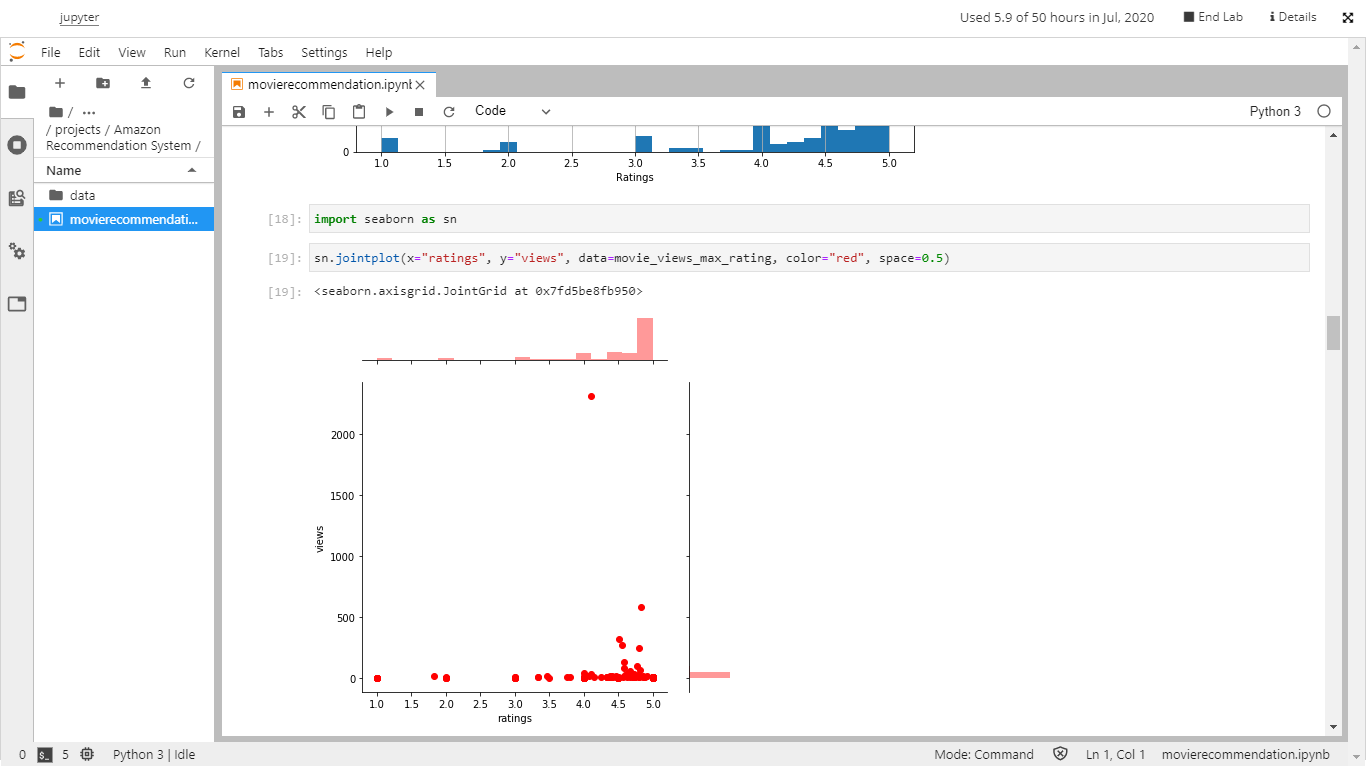 jupyter
Used 5.9 of 50 hours in Jul, 2020
End Lab
Details
File Edit View Run Kernel Tabs Settings Help
movierecommendation.ipynb
/ ...
/ projects / Amazon
Recommendation System /
Name
data
movierecommendati...
Code
Python 3
0
1.0 1.5 2.0 2.5 3.0 3.5 4.0 4.5 5.0
Ratings
[18]: import seaborn as sn
[19]: sn.jointplot(x="ratings", y="views", data=movie_views_max_rating, color="red", space=0.5)
[19]: <seaborn.axisgrid.JointGrid at 0x7fd5be8fb950>
2000
1500
1000
views
500
0
1.0 1.5 2.0 2.5 3.0 3.5 4.0 4.5 5.0
ratings
0 $_ 5 Python 3 | Idle
Mode: Command
Ln 1, Col 1
movierecommendation.ipynb